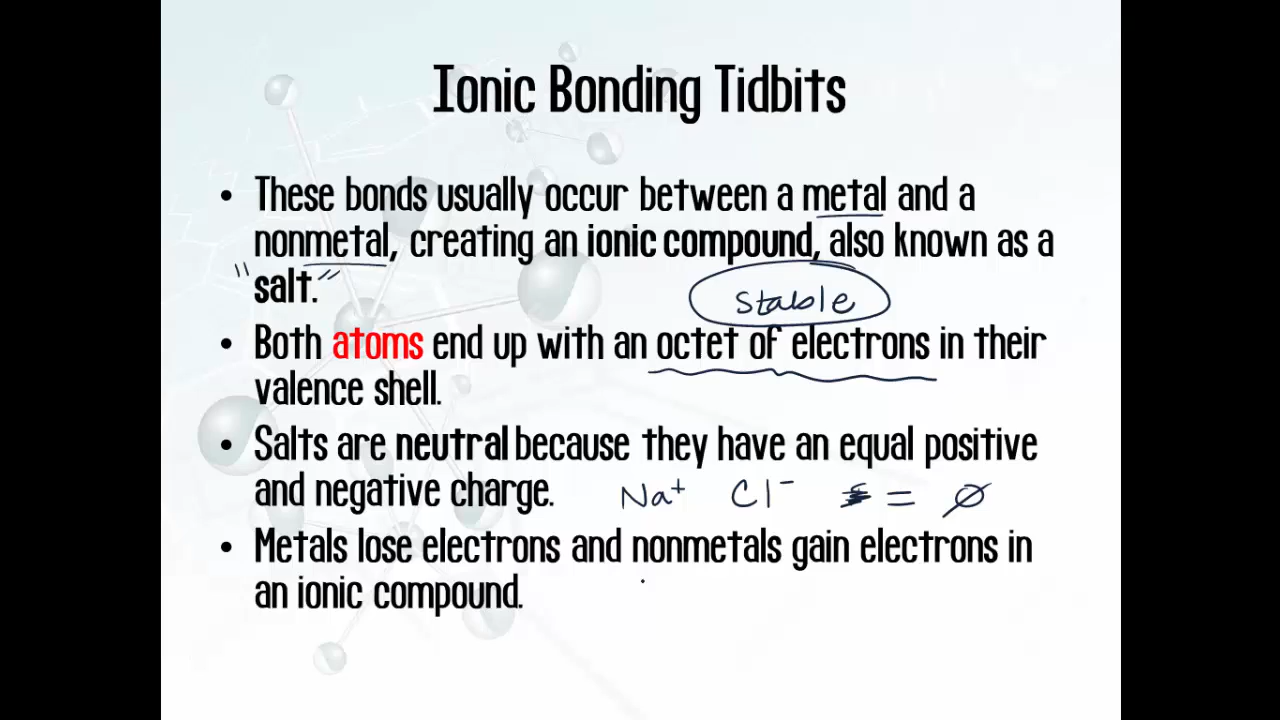 Ionic Bonding Tidbits
• These bonds usually occur between a metal and a
nonmetal, creating an ionic compound, also known as a
"salt."
stable
• Both atoms end up with an octet of electrons in their
valence shell.
• Salts are neutral because they have an equal positive
and negative charge. Na⁺ Cl⁻ = ∅
• Metals lose electrons and nonmetals gain electrons in
an ionic compound.